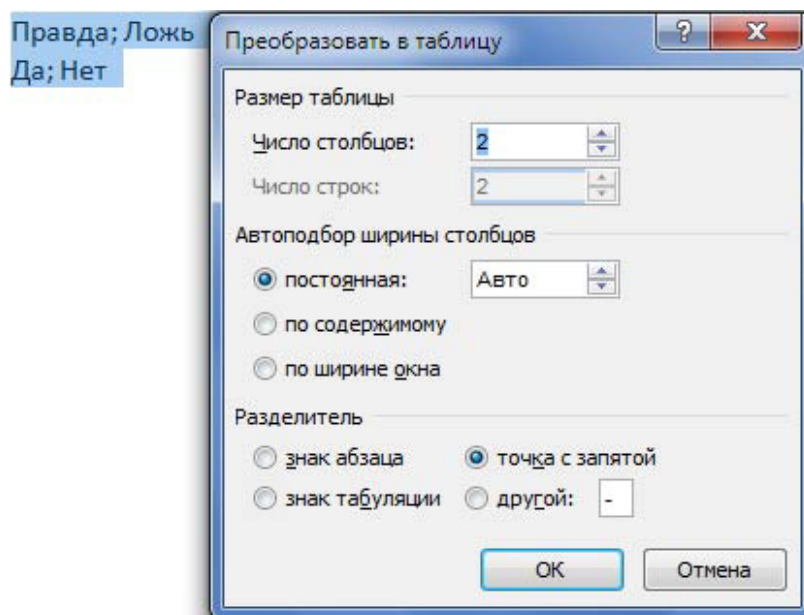 Правда; Ложь
Да; Нет
Преобразовать в таблицу
?
Размер таблицы
Число столбцов: 2
Число строк: 2
Автоподбор ширины столбцов
постоянная: Авто
по содержимому
по ширине окна
Разделитель
знак абзаца точка с запятой
знак табуляции другой: -
ОК Отмена